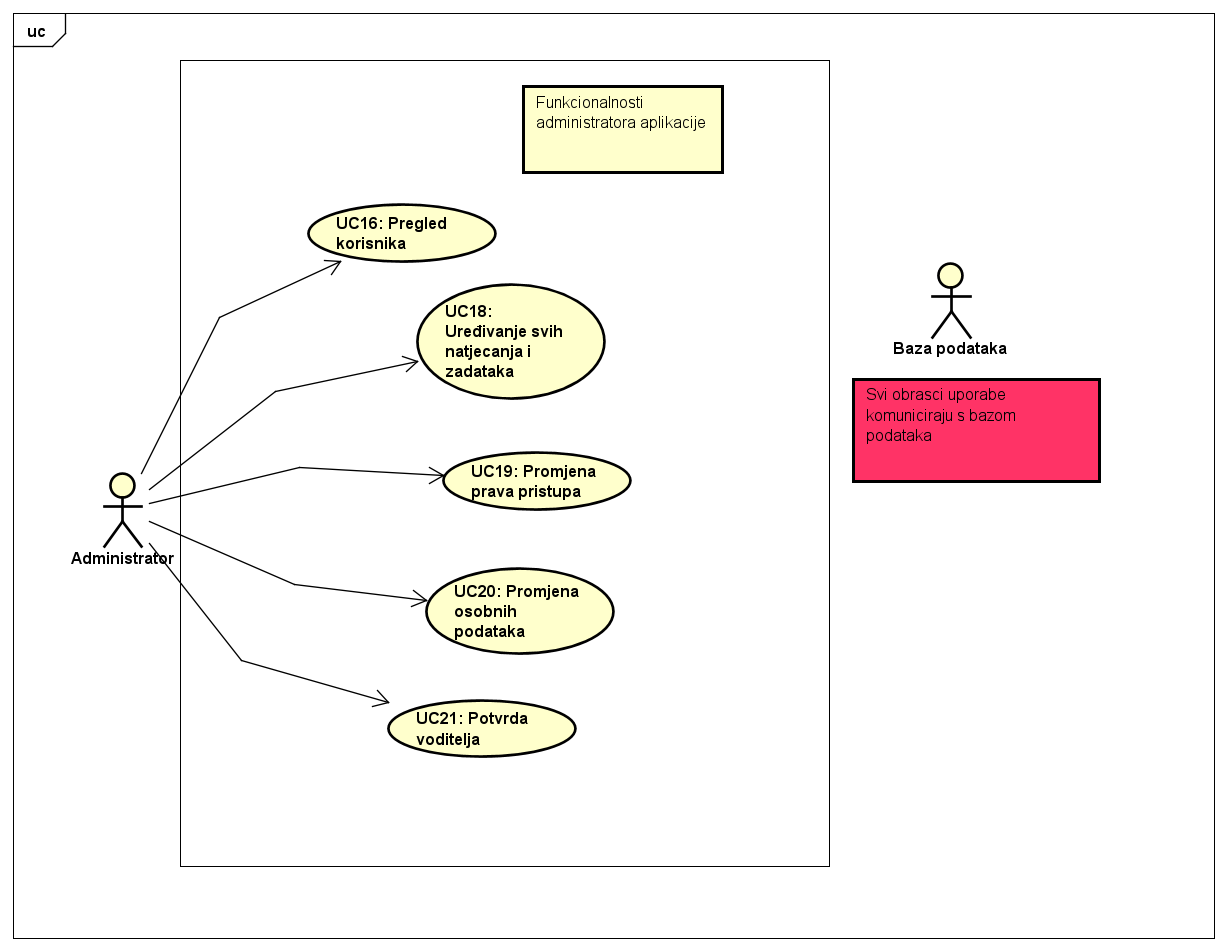 uc
Funkcionalnosti
administratora aplikacije
UC16: Pregled
korisnika
UC18:
Uređivanje svih
natjecanja i
zadataka
Baza podataka
Svi obrasci uporabe
komuniciraju s bazom
podataka
UC19: Promjena
prava pristupa
Administrator
UC20: Promjena
osobnih
podataka
UC21: Potvrda
voditelja